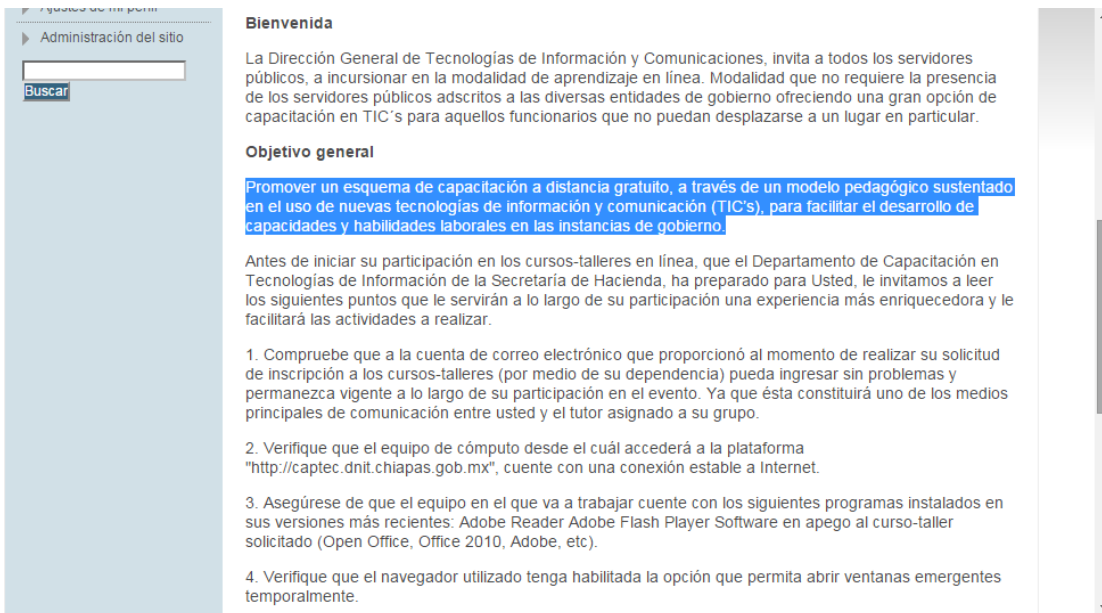 Ajustes de mi perfil
Administración del sitio
Buscar
Bienvenida
La Dirección General de Tecnologías de Información y Comunicaciones, invita a todos los servidores
públicos, a incursionar en la modalidad de aprendizaje en línea. Modalidad que no requiere la presencia
de los servidores públicos adscritos a las diversas entidades de gobierno ofreciendo una gran opción de
capacitación en TIC´s para aquellos funcionarios que no puedan desplazarse a un lugar en particular.
Objetivo general
Promover un esquema de capacitación a distancia gratuito, a través de un modelo pedagógico sustentado
en el uso de nuevas tecnologías de información y comunicación (TIC's), para facilitar el desarrollo de
capacidades y habilidades laborales en las instancias de gobierno.
Antes de iniciar su participación en los cursos-talleres en línea, que el Departamento de Capacitación en
Tecnologías de Información de la Secretaría de Hacienda, ha preparado para Usted, le invitamos a leer
los siguientes puntos que le servirán a lo largo de su participación una experiencia más enriquecedora y le
facilitará las actividades a realizar.
1. Compruebe que a la cuenta de correo electrónico que proporcionó al momento de realizar su solicitud
de inscripción a los cursos-talleres (por medio de su dependencia) pueda ingresar sin problemas y
permanezca vigente a lo largo de su participación en el evento. Ya que ésta constituirá uno de los medios
principales de comunicación entre usted y el tutor asignado a su grupo.
2. Verifique que el equipo de cómputo desde el cuál accederá a la plataforma
"http://captec.dnit.chiapas.gob.mx", cuente con una conexión estable a Internet.
3. Asegúrese de que el equipo en el que va a trabajar cuente con los siguientes programas instalados en
sus versiones más recientes: Adobe Reader Adobe Flash Player Software en apego al curso-taller
solicitado (Open Office, Office 2010, Adobe, etc).
4. Verifique que el navegador utilizado tenga habilitada la opción que permita abrir ventanas emergentes
temporalmente.